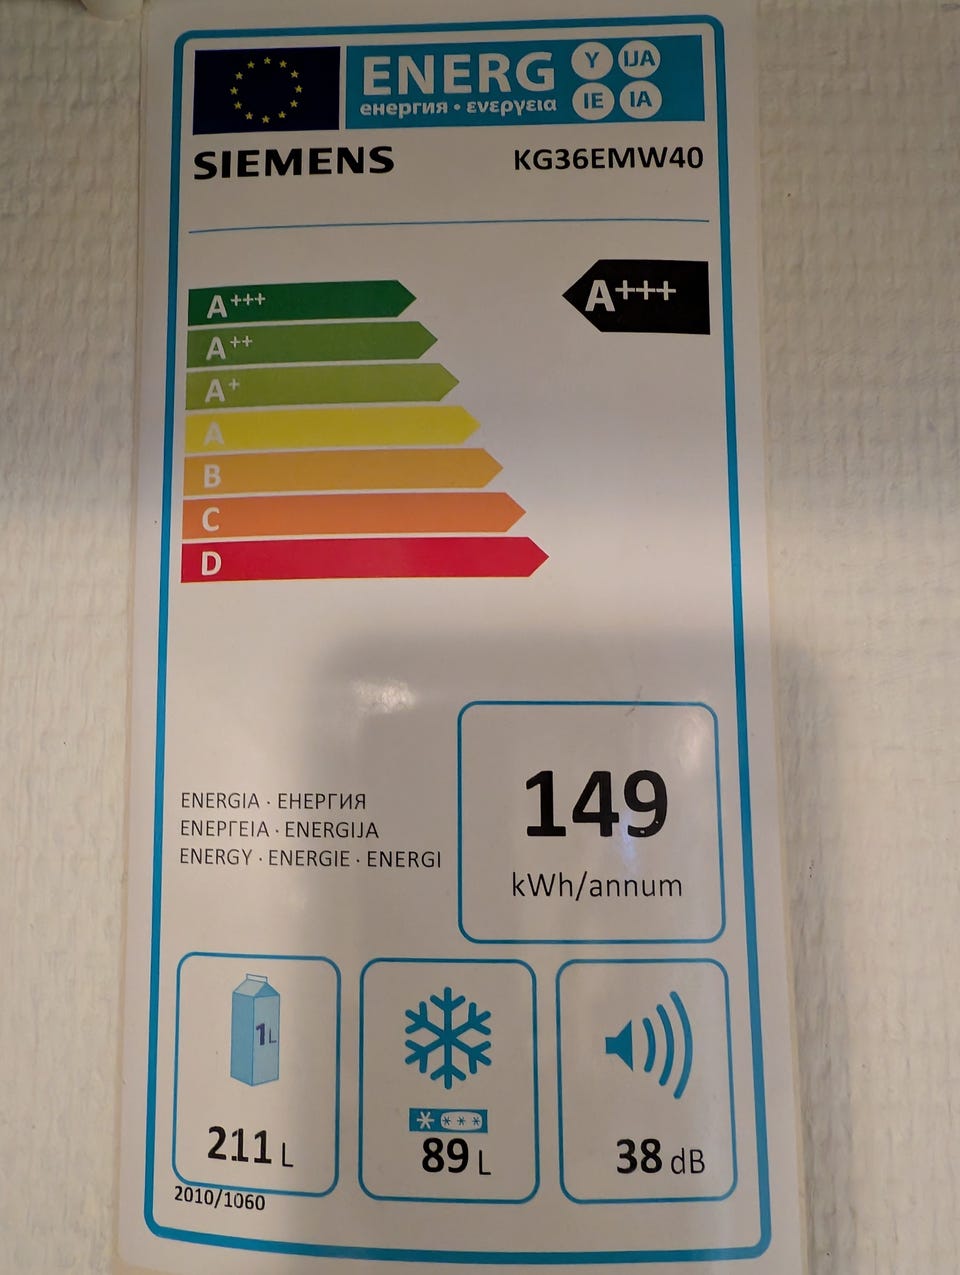 ENERG Y IJA
енергия · ενεργεια IE IA
SIEMENS KG36EMW40
A+++ A+++
A++
A+
A
B
C
D
ENERGIA · ЕНЕРГИЯ
ΕΝΕΡΓΕΙΑ · ENERGIJA
ENERGY · ENERGIE · ENERGI
149
kWh/annum
1L
211 L 89 L 38 dB
2010/1060